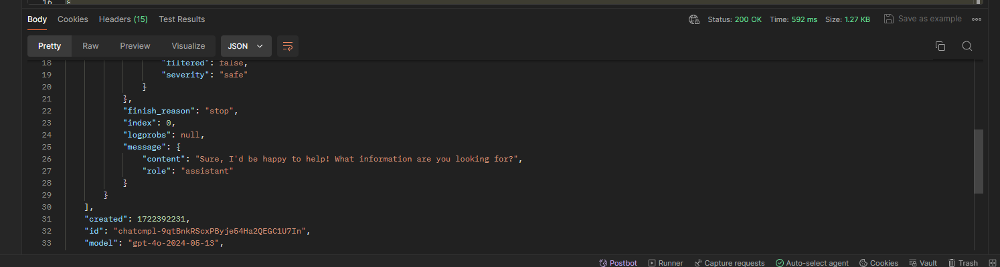 16 {
Body Cookies Headers (15) Test Results Status: 200 OK Time: 592 ms Size: 1.27 KB Save as example
Pretty Raw Preview Visualize JSON
18 "filtered": false,
19 "severity": "safe"
20 }
21 },
22 "finish_reason": "stop",
23 "index": 0,
24 "logprobs": null,
25 "message": {
26 "content": "Sure, I'd be happy to help! What information are you looking for?",
27 "role": "assistant"
28 }
29 }
30 ],
31 "created": 1722392231,
32 "id": "chatcmpl-9qtBnkRScxPByje54Ha2QEGC1U7In",
33 "model": "gpt-4o-2024-05-13",
Postbot Runner Capture requests Auto-select agent Cookies Vault Trash